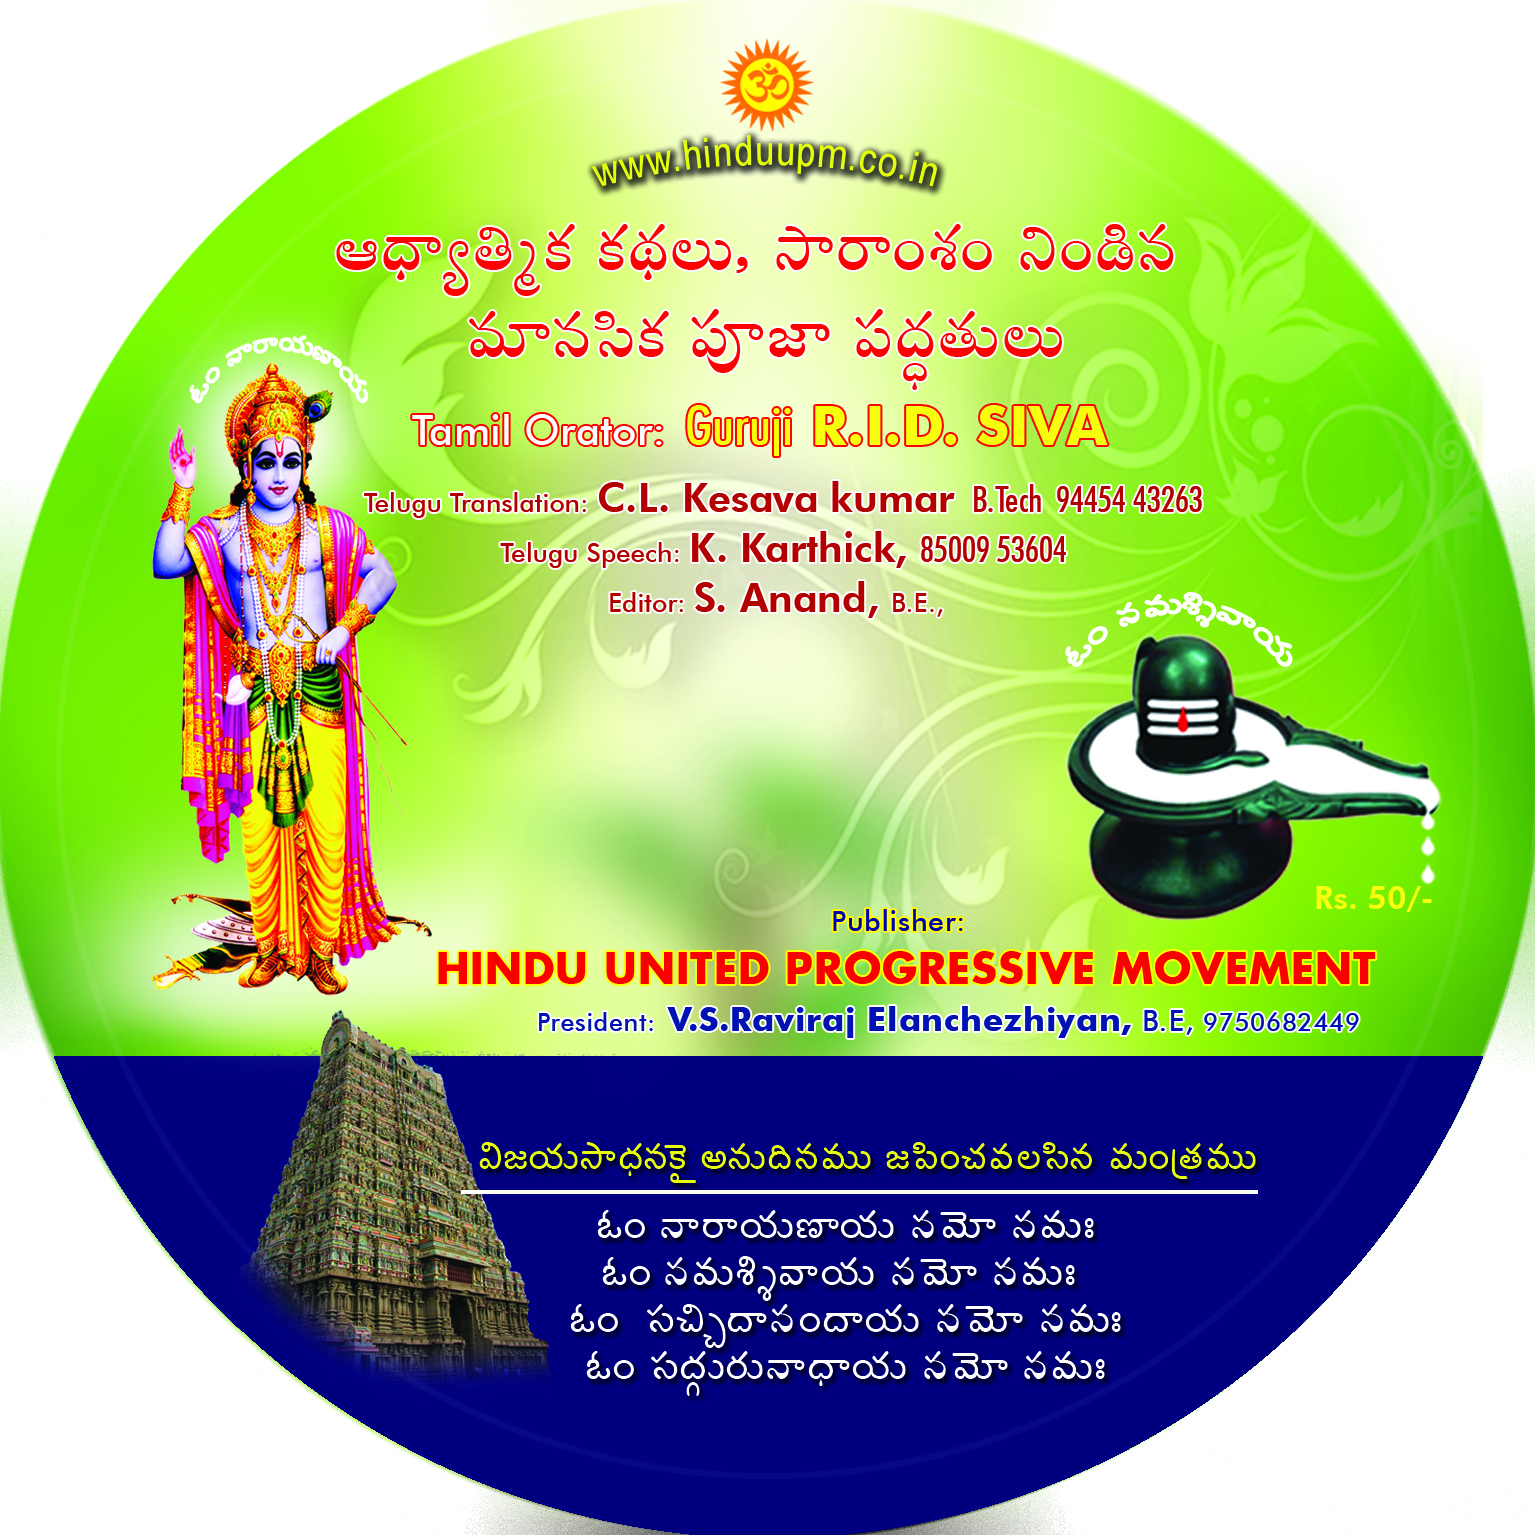 ॐ
www.hinduupm.co.in
ఆధ్యాత్మిక కథలు, సారాంశం నిండిన
మానసిక పూజా పద్ధతులు
ఓం నారాయణాయ
Tamil Orator: Guruji R.I.D. SIVA
Telugu Translation: C.L. Kesava kumar B.Tech 94454 43263
Telugu Speech: K. Karthick, 85009 53604
Editor: S. Anand, B.E.,
ఓం నమశ్శివాయ
Rs. 50/-
Publisher:
HINDU UNITED PROGRESSIVE MOVEMENT
President: V.S.Raviraj Elanchezhiyan, B.E, 9750682449
విజయసాధనకై అనుదినము జపించవలసిన మంత్రము
ఓం నారాయణాయ నమో నమః
ఓం నమశ్శివాయ నమో నమః
ఓం సచ్చిదానందాయ నమో నమః
ఓం సద్గురునాధాయ నమో నమః